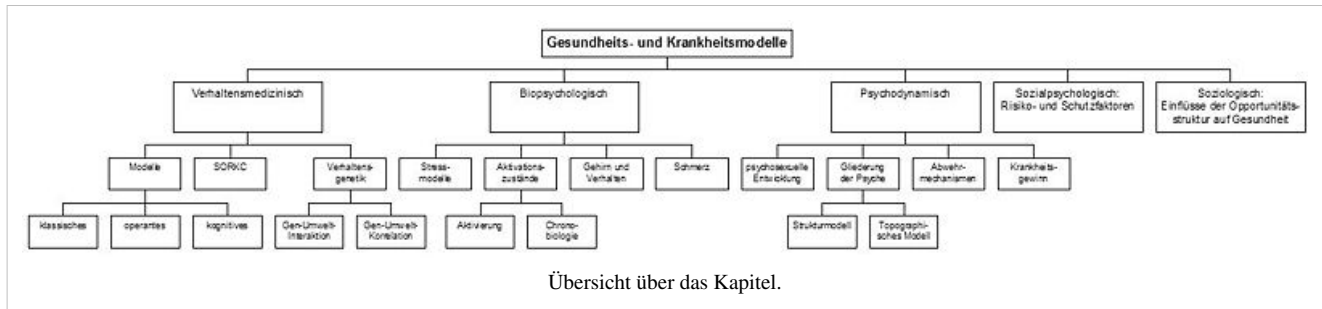 Gesundheits- und Krankheitsmodelle
Verhaltensmedizinisch
Biopsychologisch
Psychodynamisch
Sozialpsychologisch:
Risiko- und Schutzfaktoren
Soziologisch:
Einflüsse der Opportunitäts-
struktur auf Gesundheit
Modelle
SORKC
Verhaltens-
genetik
Stress-
modelle
Aktivations-
zustände
Gehirn und
Verhalten
Schmerz
psychosexuelle
Entwicklung
Gliederung
der Psyche
Abwehr-
mechanismen
Krankheits-
gewinn
klassisches
operantes
kognitives
Gen-Umwelt-
Interaktion
Gen-Umwelt-
Korrelation
Aktivierung
Chrono-
biologie
Strukturmodell
Topographi-
sches Modell
Übersicht über das Kapitel.